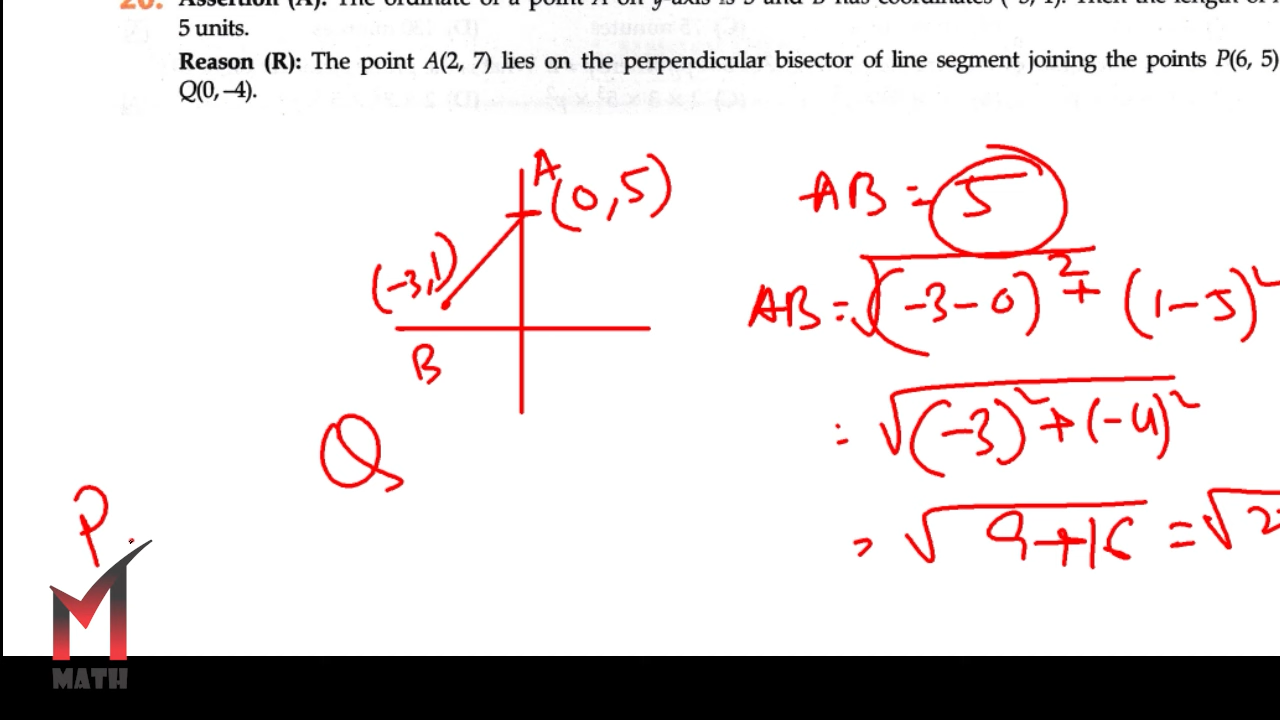 5 units.
Reason (R): The point A(2, 7) lies on the perpendicular bisector of line segment joining the points P(6, 5)
Q(0, –4).
A
(0, 5)
(-3, 1)
B
AB = 5
AB = √(-3-0)² + (1-5)²
= √(-3)² + (-4)²
= √9+16 = √2
Q
P
M
MATH